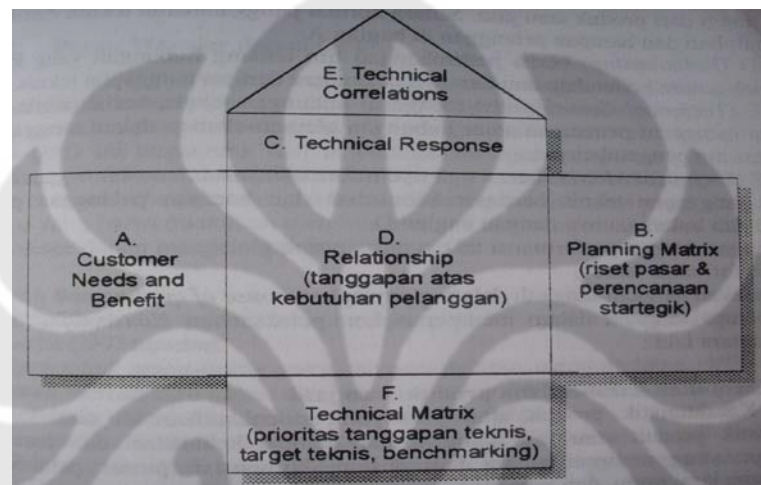 E. Technical
Correlations
C. Technical Response
A.
Customer
Needs and
Benefit
D.
Relationship
(tanggapan atas
kebutuhan pelanggan)
B.
Planning Matrix
(riset pasar &
perencanaan
startegik)
F.
Technical Matrix
(prioritas tanggapan teknis,
target teknis, benchmarking)